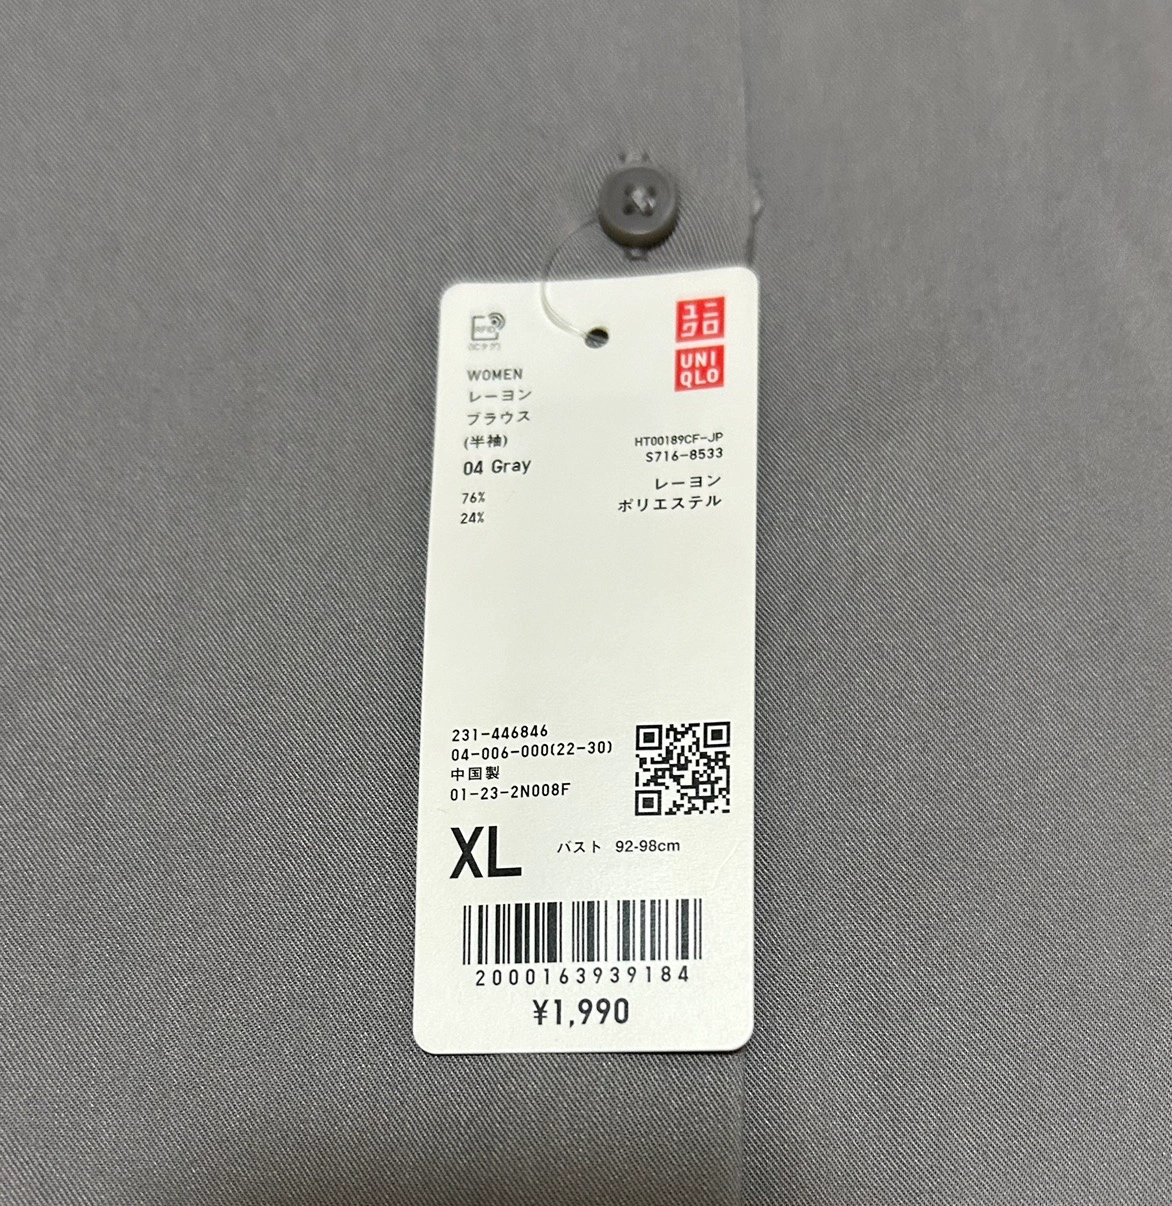 RFID
(ICタグ)
ユニ
クロ
UNI
QLO
WOMEN
レーヨン
ブラウス
(半袖)
04 Gray
HT00189CF-JP
S716-8533
76% レーヨン
24% ポリエステル
231-446846
04-006-000(22-30)
中国製
01-23-2N008F
XL バスト 92-98cm
2000163939184
¥1,990